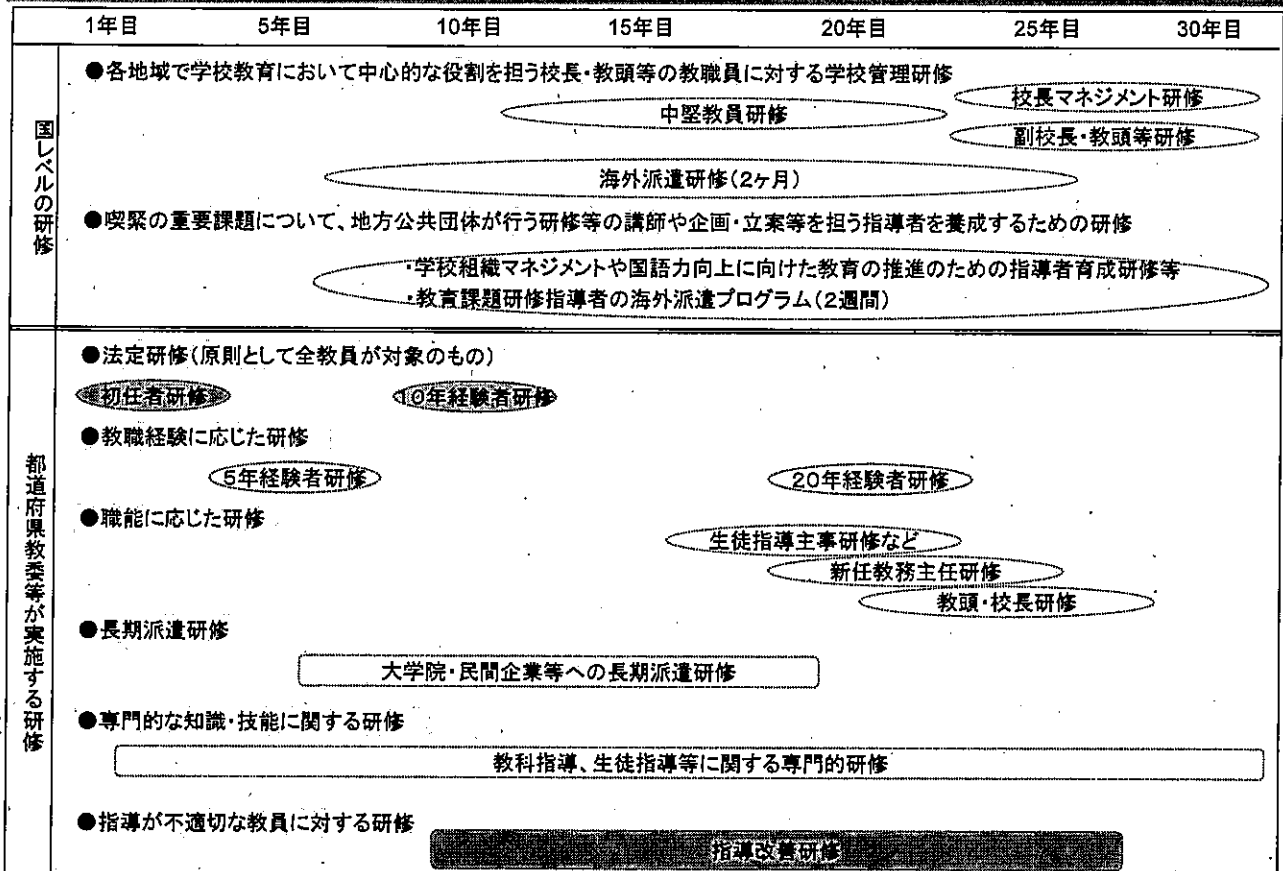 1年目 5年目 10年目 15年目 20年目 25年目 30年目
国レベルの研修
●各地域で学校教育において中心的な役割を担う校長・教頭等の教職員に対する学校管理研修
校長マネジメント研修
中堅教員研修
副校長・教頭等研修
海外派遣研修(2ヶ月)
●喫緊の重要課題について、地方公共団体が行う研修等の講師や企画・立案等を担う指導者を養成するための研修
・学校組織マネジメントや国語力向上に向けた教育の推進のための指導者育成研修等
・教育課題研修指導者の海外派遣プログラム(2週間)
都道府県教委等が実施する研修
●法定研修(原則として全教員が対象のもの)
初任者研修 10年経験者研修
●教職経験に応じた研修
5年経験者研修 20年経験者研修
●職能に応じた研修
生徒指導主事研修など
新任教務主任研修
教頭・校長研修
●長期派遣研修
大学院・民間企業等への長期派遣研修
●専門的な知識・技能に関する研修
教科指導、生徒指導等に関する専門的研修
●指導が不適切な教員に対する研修
指導改善研修